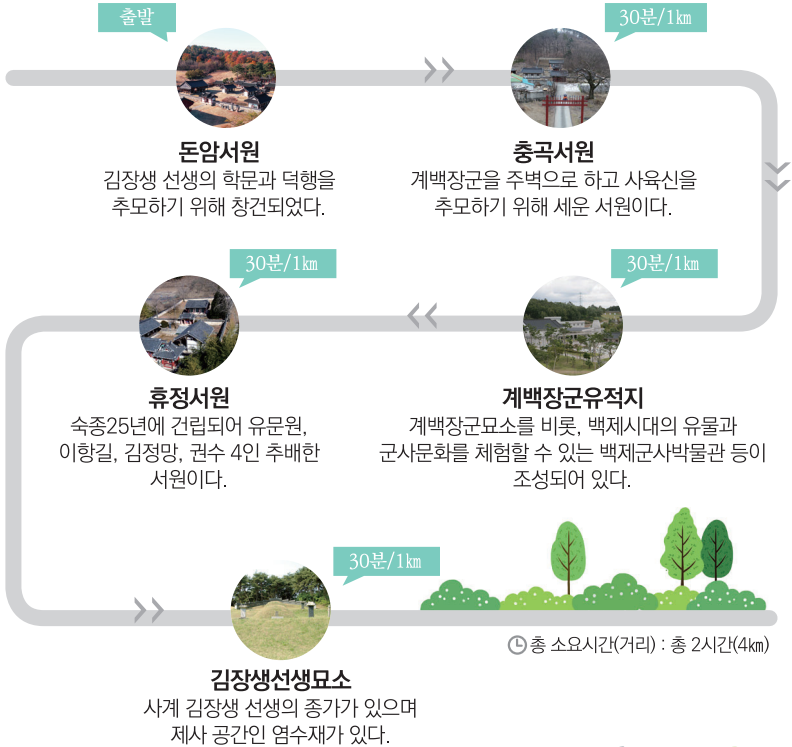 출발
돈암서원
김장생 선생의 학문과 덕행을
추모하기 위해 창건되었다.
30분/1㎞
충곡서원
계백장군을 주벽으로 하고 사육신을
추모하기 위해 세운 서원이다.
30분/1㎞
계백장군유적지
계백장군묘소를 비롯, 백제시대의 유물과
군사문화를 체험할 수 있는 백제군사박물관 등이
조성되어 있다.
30분/1㎞
휴정서원
숙종25년에 건립되어 유문원,
이항길, 김정망, 권수 4인 추배한
서원이다.
30분/1㎞
김장생선생묘소
사계 김장생 선생의 종가가 있으며
제사 공간인 염수재가 있다.
총 소요시간(거리) : 총 2시간(4㎞)